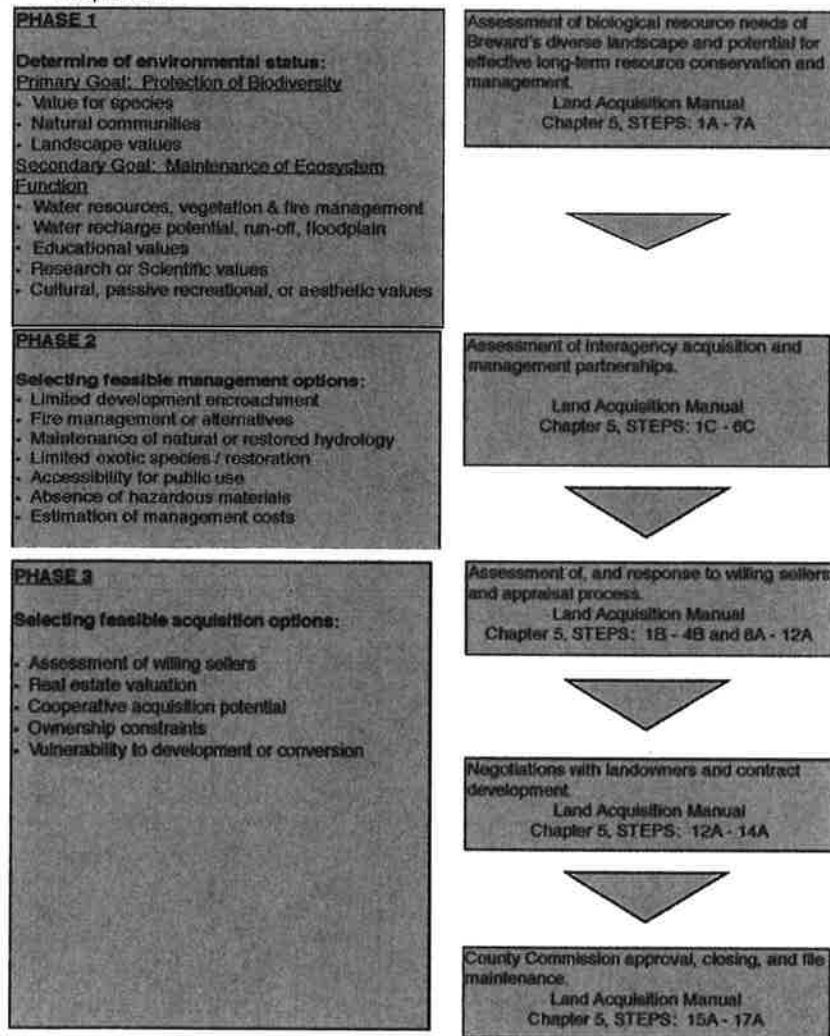 PHASE 1
Determine of environmental status:
Primary Goal: Protection of Biodiversity
- Value for species
- Natural communities
- Landscape values
Secondary Goal: Maintenance of Ecosystem
Function
- Water resources, vegetation & fire management
- Water recharge potential, run-off, floodplain
- Educational values
- Research or Scientific values
- Cultural, passive recreational, or aesthetic values
Assessment of biological resource needs of
Brevard's diverse landscape and potential for
effective long-term resource conservation and
management.
Land Acquisition Manual
Chapter 5, STEPS: 1A - 7A
PHASE 2
Selecting feasible management options:
- Limited development encroachment
- Fire management or alternatives
- Maintenance of natural or restored hydrology
- Limited exotic species / restoration
- Accessibility for public use
- Absence of hazardous materials
- Estimation of management costs
Assessment of interagency acquisition and
management partnerships.
Land Acquisition Manual
Chapter 5, STEPS: 1C - 6C
PHASE 3
Selecting feasible acquisition options:
- Assessment of willing sellers
- Real estate valuation
- Cooperative acquisition potential
- Ownership constraints
- Vulnerability to development or conversion
Assessment of, and response to willing sellers
and appraisal process.
Land Acquisition Manual
Chapter 5, STEPS: 1B - 4B and 8A - 12A
Negotiations with landowners and contract
development.
Land Acquisition Manual
Chapter 5, STEPS: 12A - 14A
County Commission approval, closing, and file
maintenance.
Land Acquisition Manual
Chapter 5, STEPS: 15A - 17A